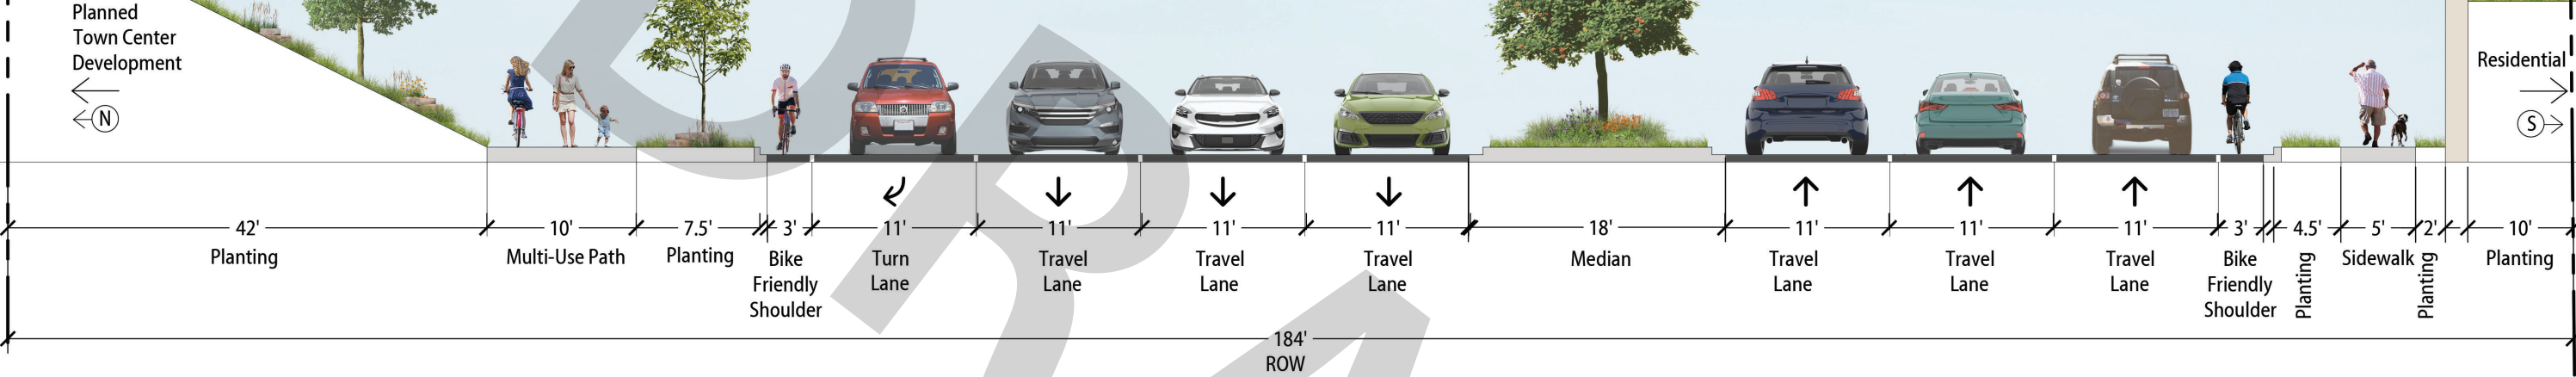 Planned
Town Center
Development
N
Residential
S
42' 10' 7.5' 3' 11' 11' 11' 11' 18' 11' 11' 11' 3' 4.5' 5' 2' 10'
Planting
Multi-Use Path
Planting
Bike
Friendly
Shoulder
Turn
Lane
Travel
Lane
Travel
Lane
Travel
Lane
Median
Travel
Lane
Travel
Lane
Travel
Lane
Bike
Friendly
Shoulder
Planting
Sidewalk
Planting
Planting
184'
ROW